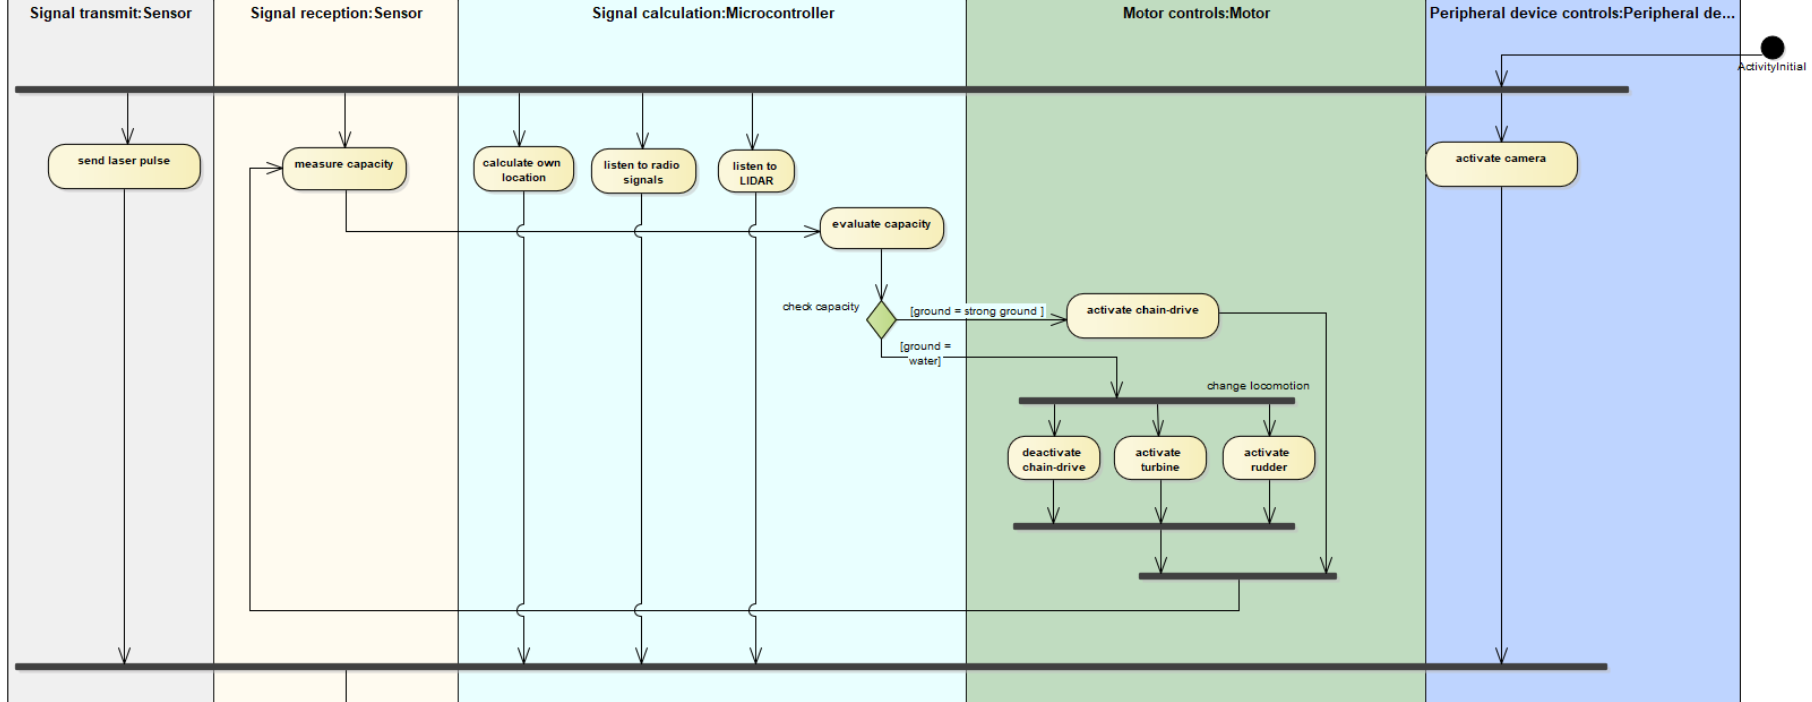 Signal transmit:Sensor
Signal reception:Sensor
Signal calculation:Microcontroller
Motor controls:Motor
Peripheral device controls:Peripheral de...
ActivityInitial
send laser pulse
measure capacity
calculate own
location
listen to radio
signals
listen to
LIDAR
activate camera
evaluate capacity
check capacity
[ground = strong ground ]
activate chain-drive
[ground =
water]
change locomotion
deactivate
chain-drive
activate
turbine
activate
rudder